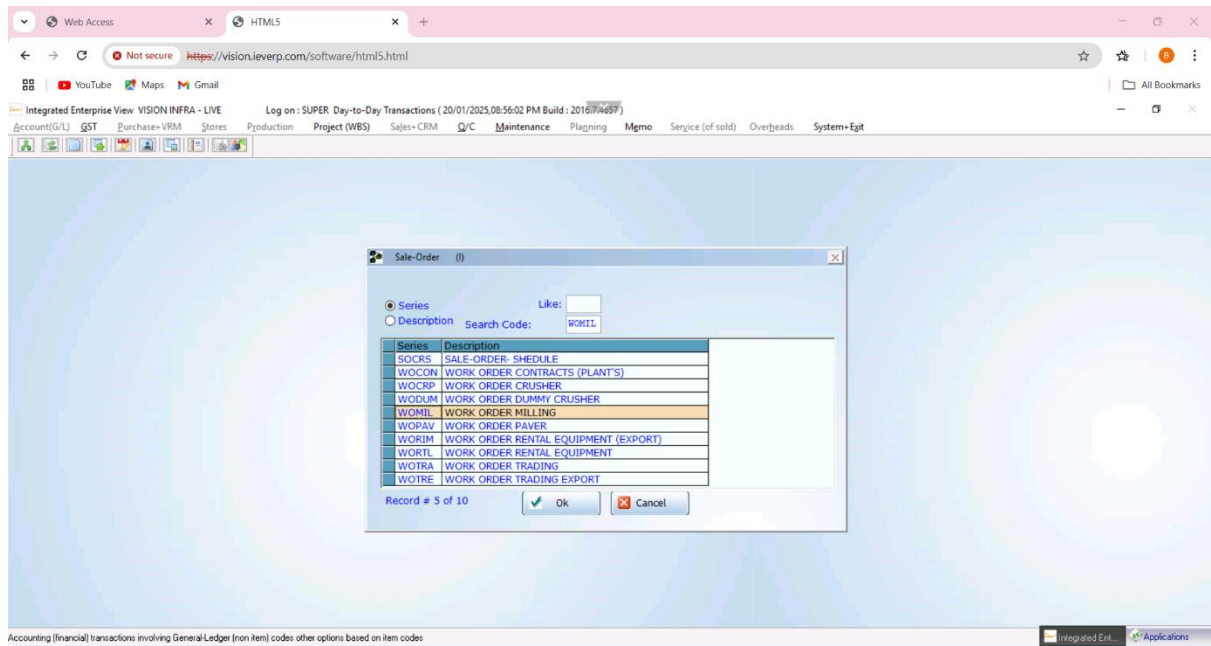 Web Access
HTML5
Not secure https://vision.ieverp.com/software/html5.html
B
YouTube Maps Gmail
All Bookmarks
Integrated Enterprise View VISION INFRA - LIVE Log on : SUPER Day-to-Day Transactions ( 20/01/2025,08:56:02 PM Build : 2016.7.4657 )
Account(G/L) GST Purchase+VRM Stores Production Project (WBS) Sales+CRM Q/C Maintenance Planning Memo Service (of sold) Overheads System+Exit
Sale-Order (I)
Series Like:
Description Search Code: WOMIL
Series Description
SOCRS SALE-ORDER- SHEDULE
WOCON WORK ORDER CONTRACTS (PLANT'S)
WOCRP WORK ORDER CRUSHER
WODUM WORK ORDER DUMMY CRUSHER
WOMIL WORK ORDER MILLING
WOPAV WORK ORDER PAVER
WORIM WORK ORDER RENTAL EQUIPMENT (EXPORT)
WORTL WORK ORDER RENTAL EQUIPMENT
WOTRA WORK ORDER TRADING
WOTRE WORK ORDER TRADING EXPORT
Record # 5 of 10 Ok Cancel
Accounting (financial) transactions involving General-Ledger (non item) codes other options based on item codes
Integrated Ent... Applications